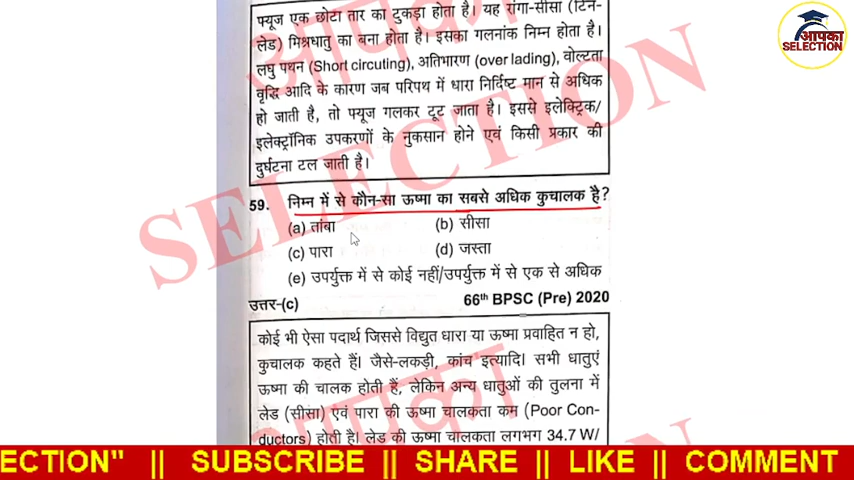 फ्यूज एक छोटा तार का टुकड़ा होता है। यह रांगा-सीसा (टिन-
लेड) मिश्रधातु का बना होता है। इसका गलनांक निम्न होता है।
लघु पथन (Short circuting), अतिभारण (over lading), वोल्टता
वृद्धि आदि के कारण जब परिपथ में धारा निर्दिष्ट मान से अधिक
हो जाती है, तो फ्यूज गलकर टूट जाता है। इससे इलेक्ट्रिक/
इलेक्ट्रॉनिक उपकरणों के नुकसान होने एवं किसी प्रकार की
दुर्घटना टल जाती है।
आपका
SELECTION
59. निम्न में से कौन-सा ऊष्मा का सबसे अधिक कुचालक है?
(a) तांबा (b) सीसा
(c) पारा (d) जस्ता
(e) उपर्युक्त में से कोई नहीं/उपर्युक्त में से एक से अधिक
उत्तर-(c) 66th BPSC (Pre) 2020
कोई भी ऐसा पदार्थ जिससे विद्युत धारा या ऊष्मा प्रवाहित न हो,
कुचालक कहते हैं। जैसे-लकड़ी, कांच इत्यादि। सभी धातुएं
ऊष्मा की चालक होती हैं, लेकिन अन्य धातुओं की तुलना में
लेड (सीसा) एवं पारा की ऊष्मा चालकता कम (Poor Con-
ductors) होती है। लेड की ऊष्मा चालकता लगभग 34.7 W/
आपका
SELECTION
ECTION" || SUBSCRIBE || SHARE || LIKE || COMMENT